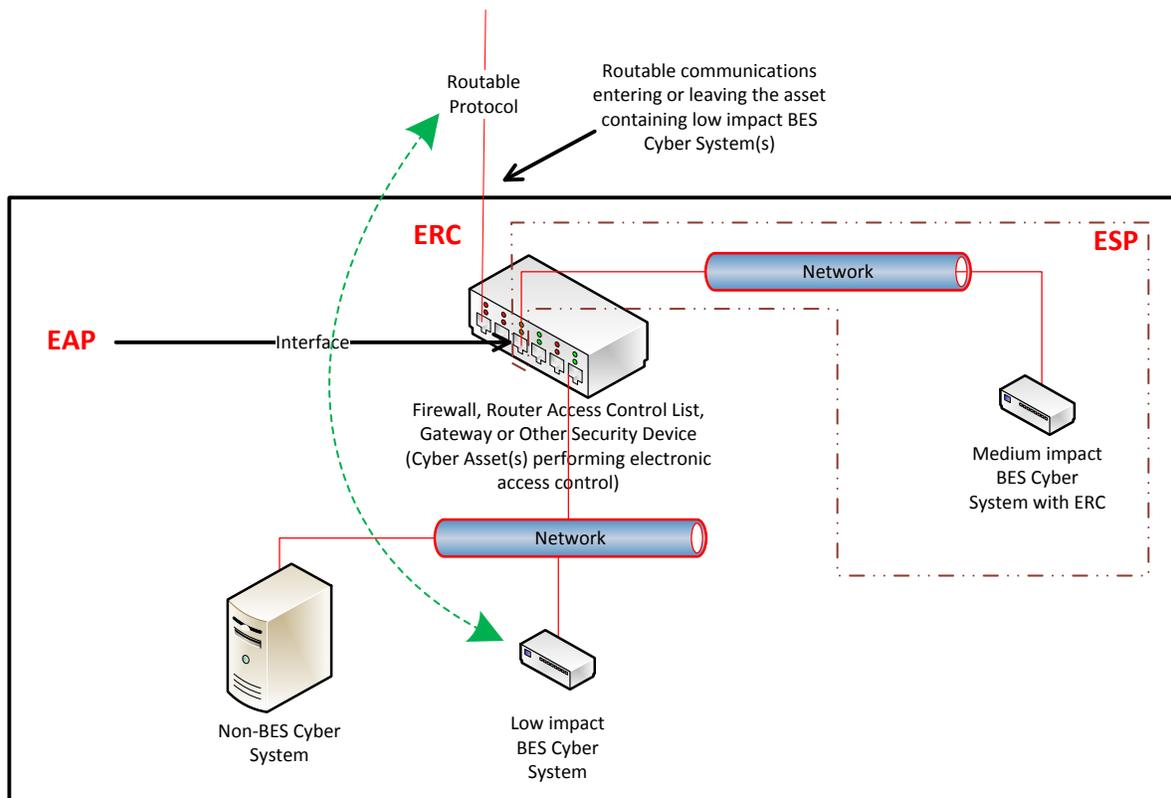 Routable
Protocol
Routable communications
entering or leaving the asset
containing low impact BES
Cyber System(s)
ERC
ESP
Network
EAP
Interface
Firewall, Router Access Control List,
Gateway or Other Security Device
(Cyber Asset(s) performing electronic
access control)
Medium impact
BES Cyber
System with ERC
Network
Non-BES Cyber
System
Low impact
BES Cyber
System